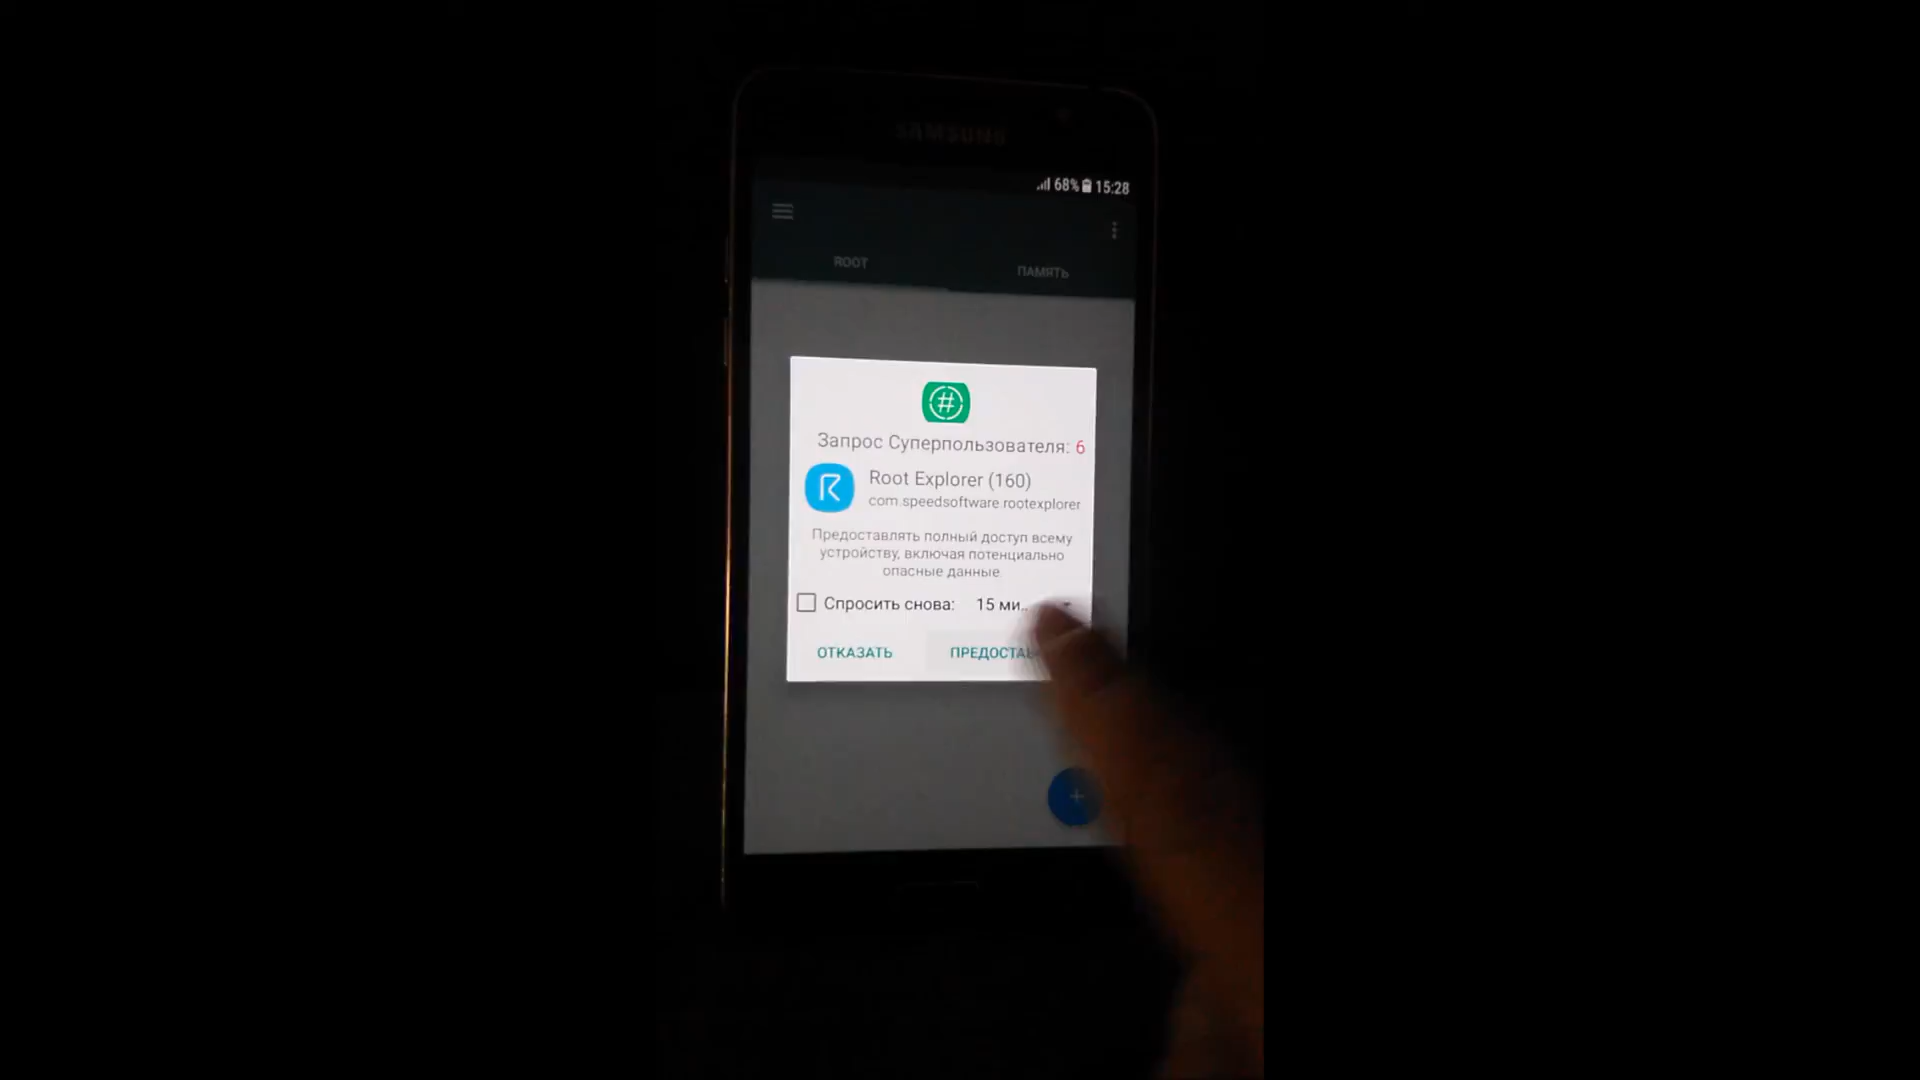 SAMSUNG
68% 15:28
ROOT ПАМЯТЬ
Запрос Суперпользователя: 6
Root Explorer (160)
com.speedsoftware.rootexplorer
Предоставлять полный доступ всему
устройству, включая потенциально
опасные данные.
Спросить снова: 15 ми..
ОТКАЗАТЬ